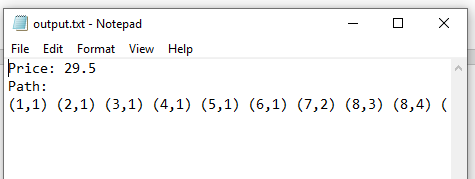 output.txt - Notepad
File Edit Format View Help
Price: 29.5
Path:
(1,1) (2,1) (3,1) (4,1) (5,1) (6,1) (7,2) (8,3) (8,4) (